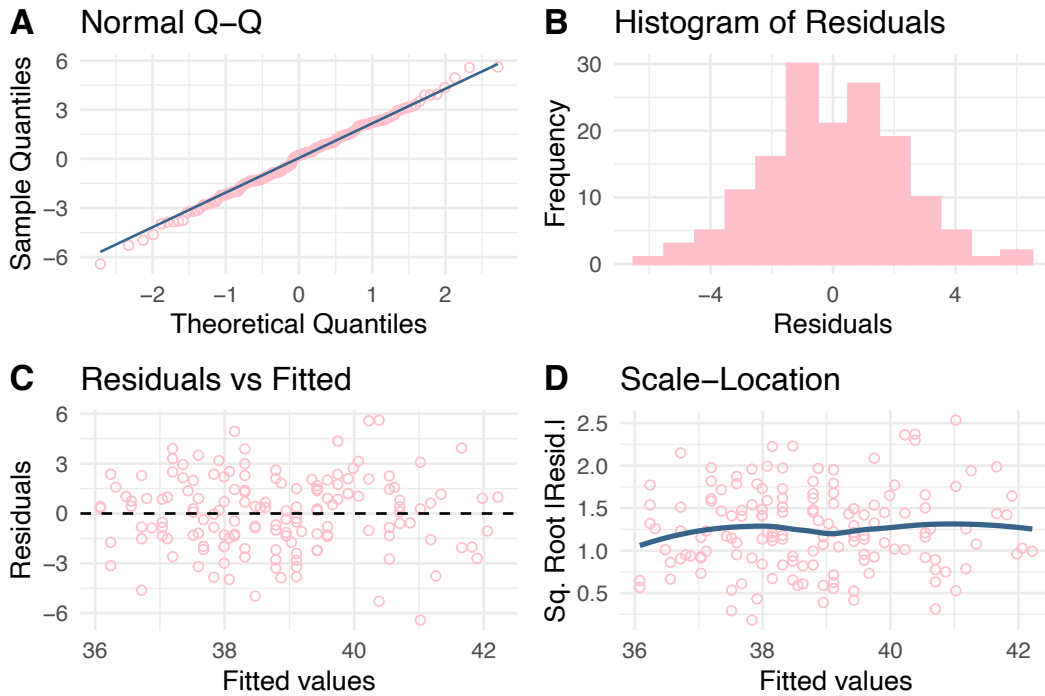 A Normal Q−Q
Sample Quantiles
6
3
0
−3
−6
−2 −1 0 1 2
Theoretical Quantiles
B Histogram of Residuals
Frequency
30
20
10
0
−4 0 4
Residuals
C Residuals vs Fitted
Residuals
6
3
0
−3
−6
36 38 40 42
Fitted values
D Scale−Location
Sq. Root |Resid.|
2.5
2.0
1.5
1.0
0.5
36 38 40 42
Fitted values